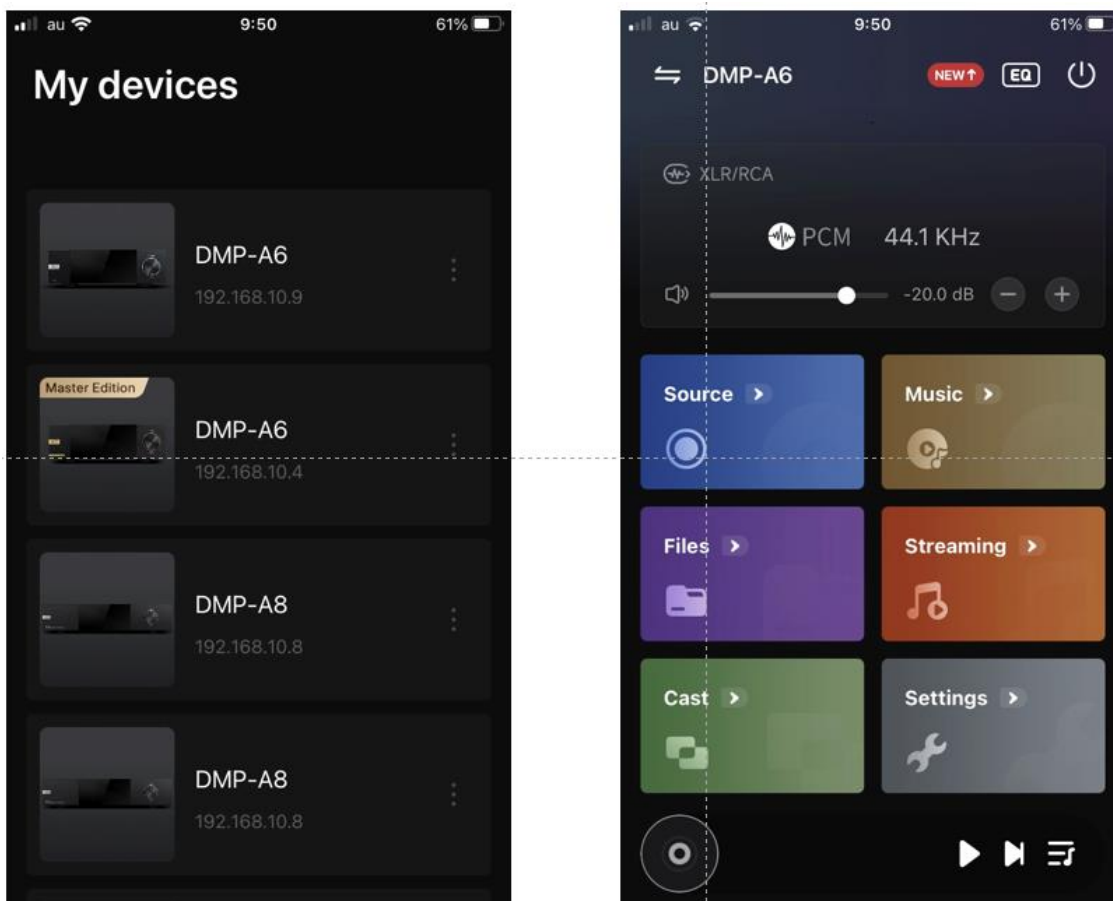 au 9:50 61%
My devices
DMP-A6
192.168.10.9
Master Edition
DMP-A6
192.168.10.4
DMP-A8
192.168.10.8
DMP-A8
192.168.10.8
au 9:50 61%
DMP-A6 NEW↑ EQ
XLR/RCA
PCM 44.1 KHz
-20.0 dB
Source Music
Files Streaming
Cast Settings